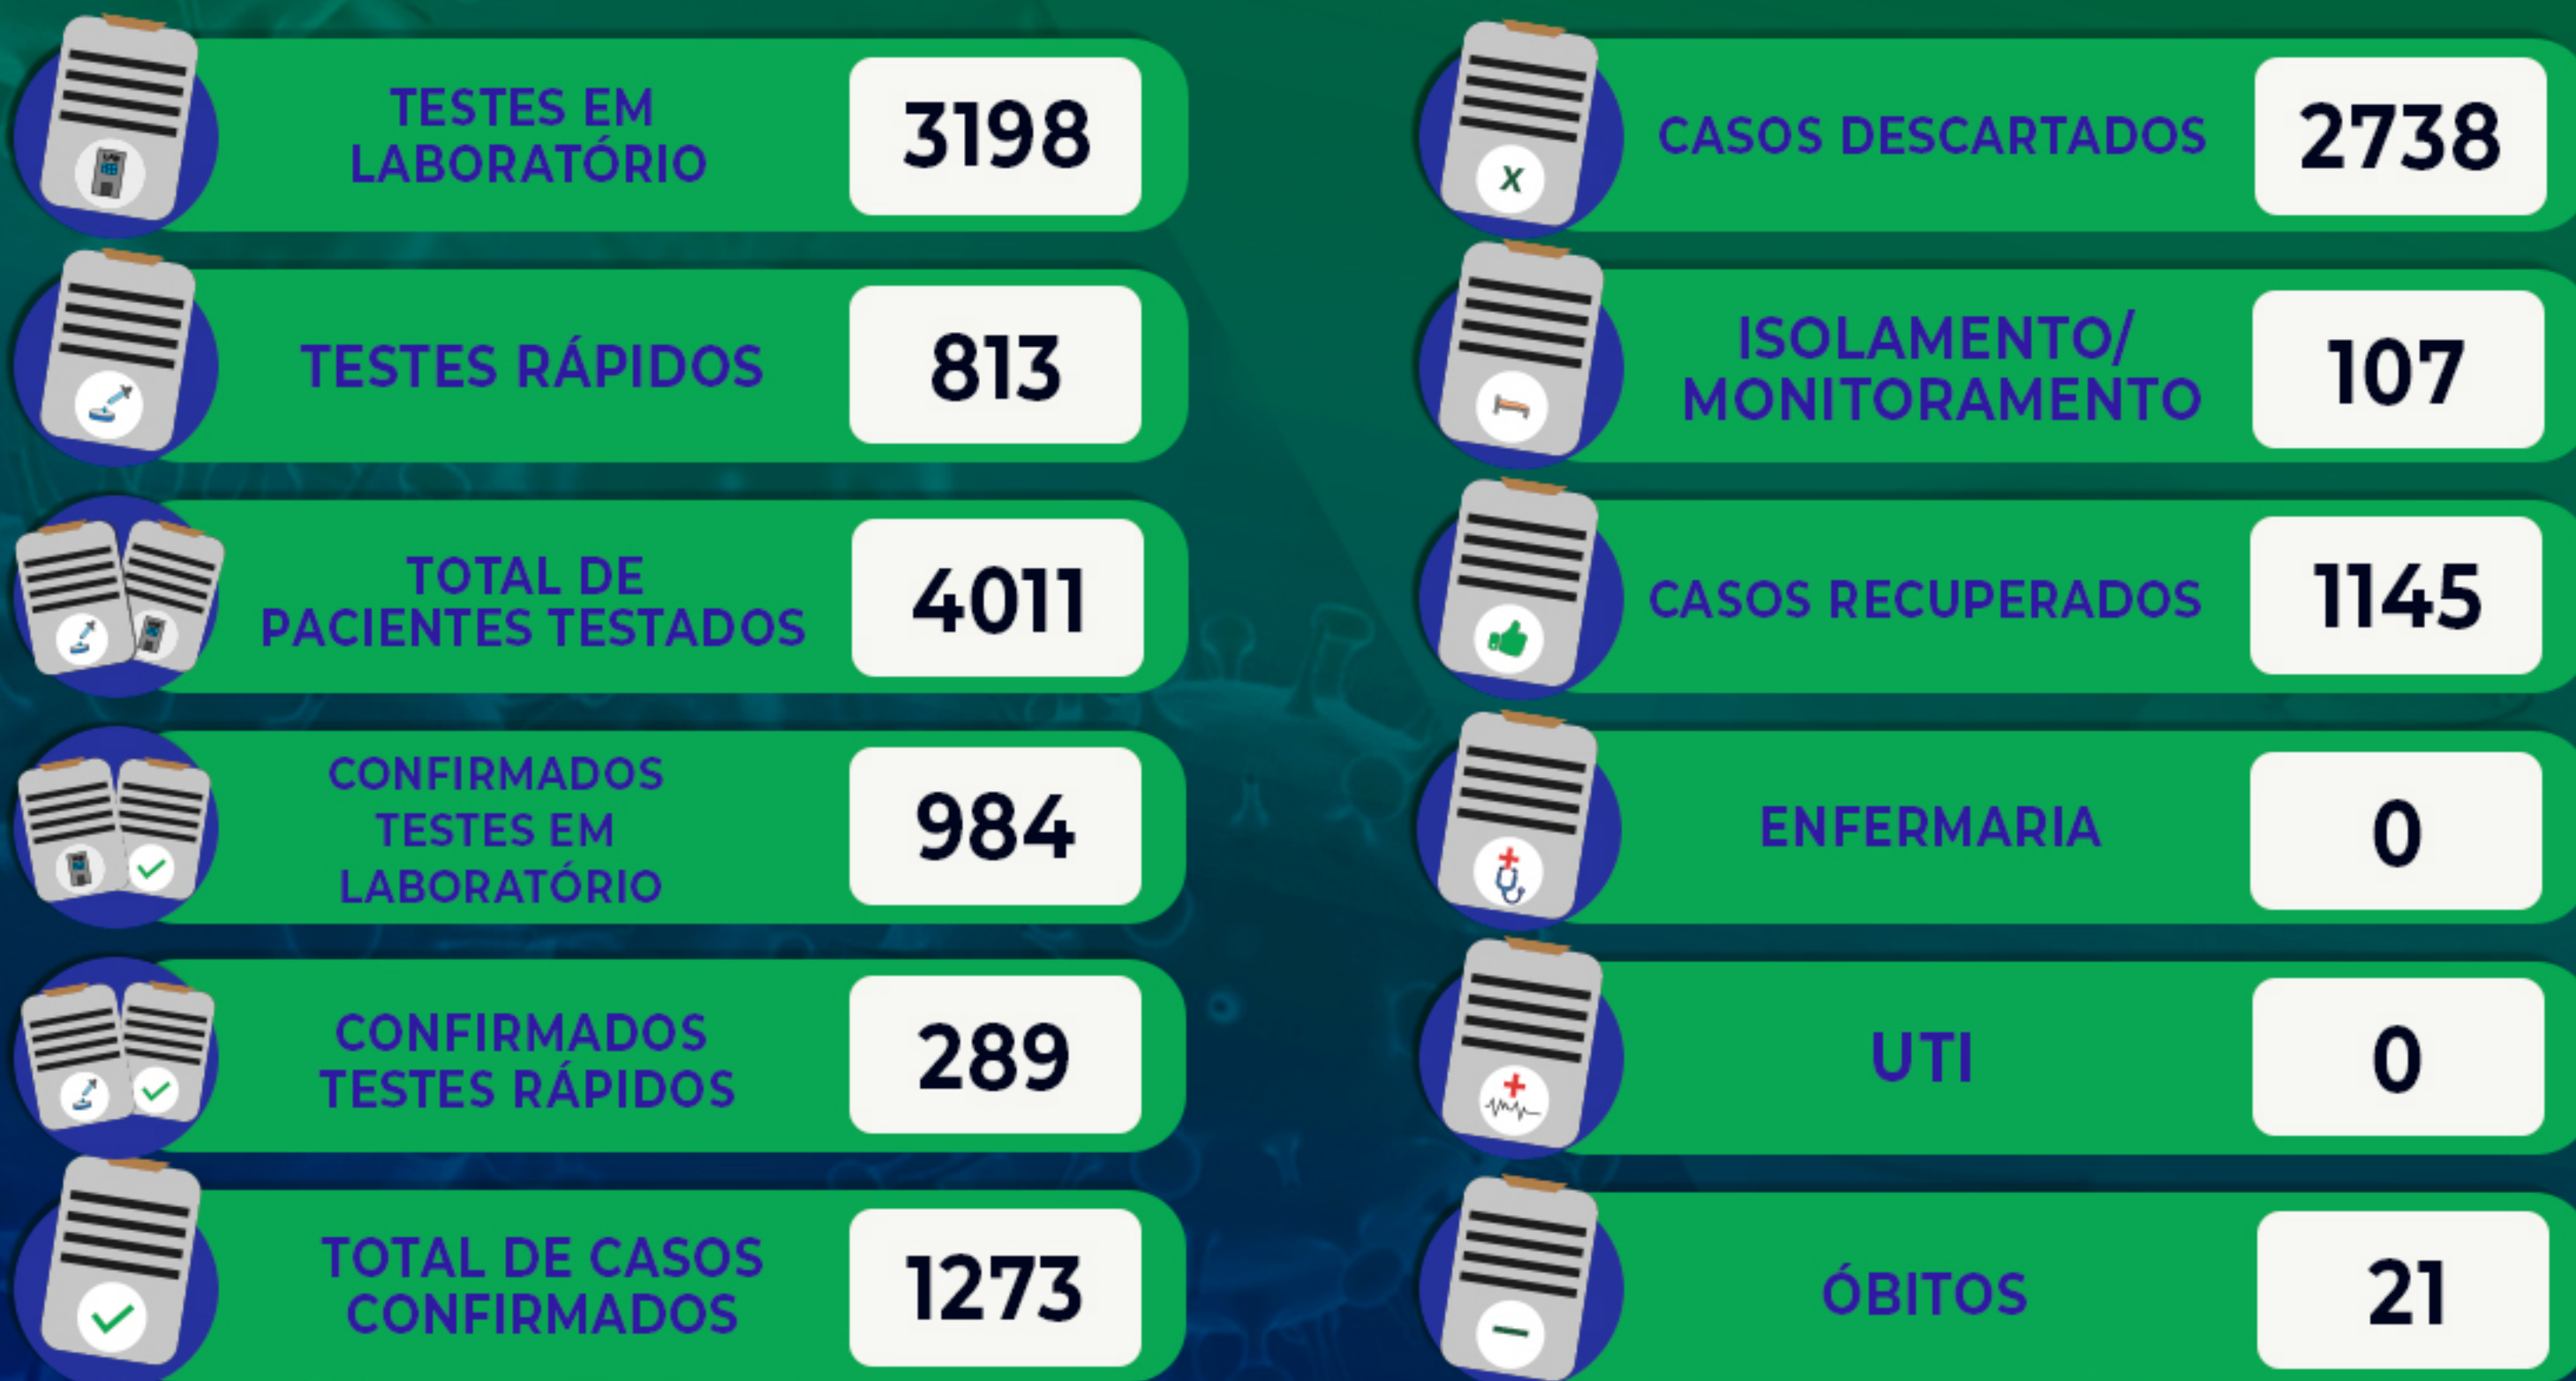 TESTES EM
LABORATÓRIO
3198
TESTES RÁPIDOS
813
TOTAL DE
PACIENTES TESTADOS
4011
CONFIRMADOS
TESTES EM
LABORATÓRIO
984
CONFIRMADOS
TESTES RÁPIDOS
289
TOTAL DE CASOS
CONFIRMADOS
1273
CASOS DESCARTADOS
2738
ISOLAMENTO/
MONITORAMENTO
107
CASOS RECUPERADOS
1145
ENFERMARIA
0
UTI
0
ÓBITOS
21